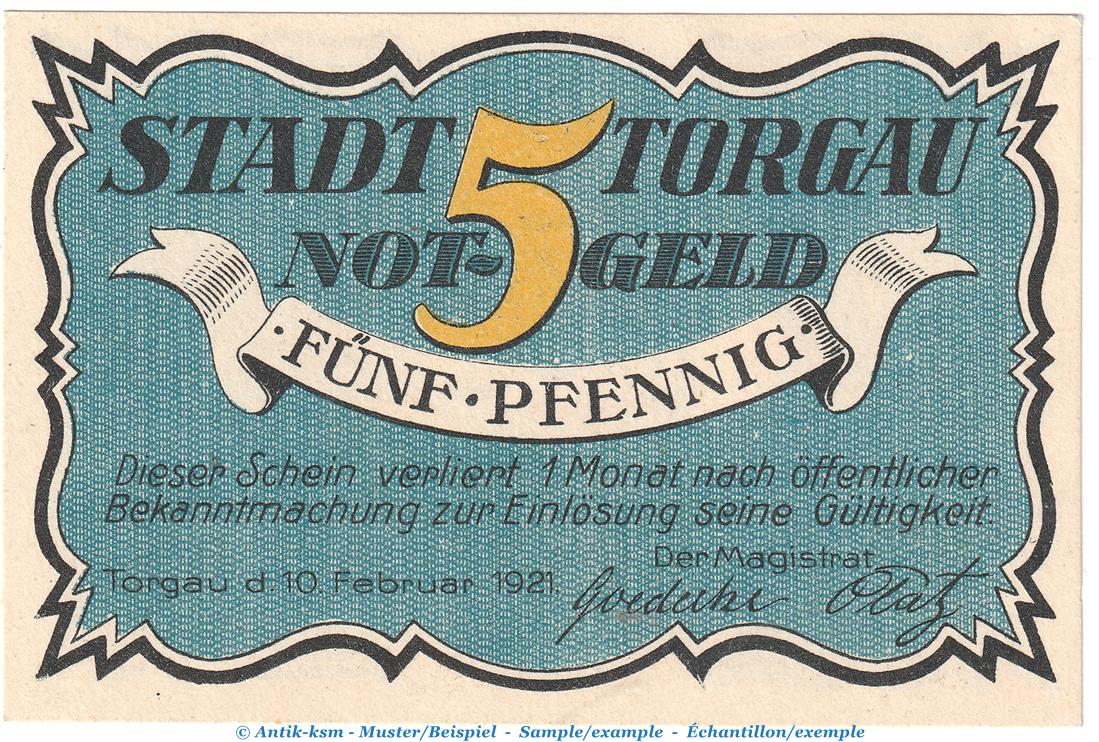 STADT 5 TORGAU
NOT- GELD
· FÜNF · PFENNIG ·
Dieser Schein verliert 1 Monat nach öffentlicher
Bekanntmachung zur Einlösung seine Gültigkeit.
Der Magistrat
Torgau d. 10 Februar 1921.
© Antik-ksm - Muster/Beispiel - Sample/example - Échantillon/exemple